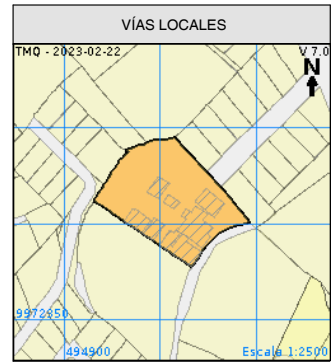 VÍAS LOCALES
TMQ - 2023-02-22 V 7.0
N
9972350
494900 Escala 1:2500